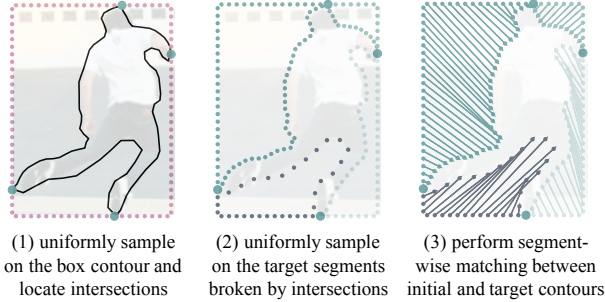 (1) uniformly sample
on the box contour and
locate intersections
(2) uniformly sample
on the target segments
broken by intersections
(3) perform segment-
wise matching between
initial and target contours